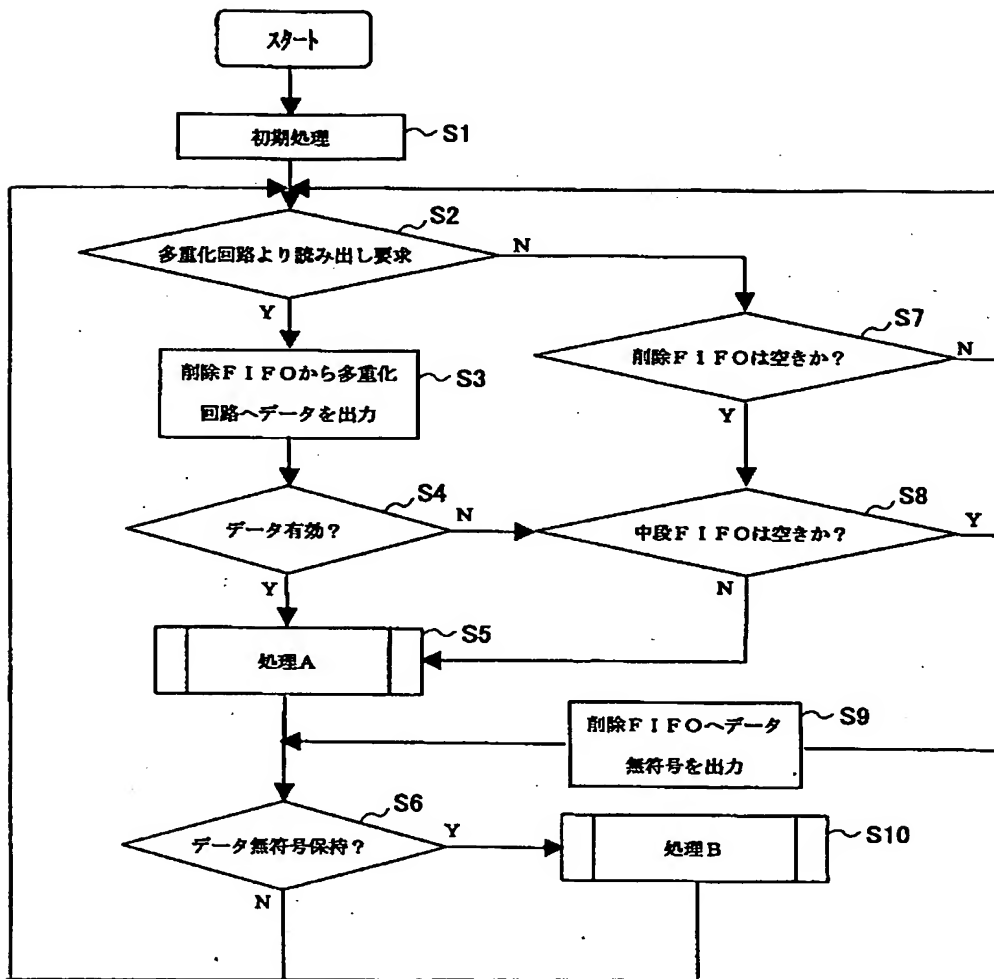 スタート
初期処理
S1
S2
多重化回路より読み出し要求
N
Y
S7
削除FIFOは空きか?
N
Y
削除FIFOから多重化
回路へデータを出力
S3
S4
データ有効?
N
Y
S8
中段FIFOは空きか?
Y
N
S5
処理A
S9
削除FIFOへデータ
無符号を出力
S6
データ無符号保持?
Y
N
処理B
S10